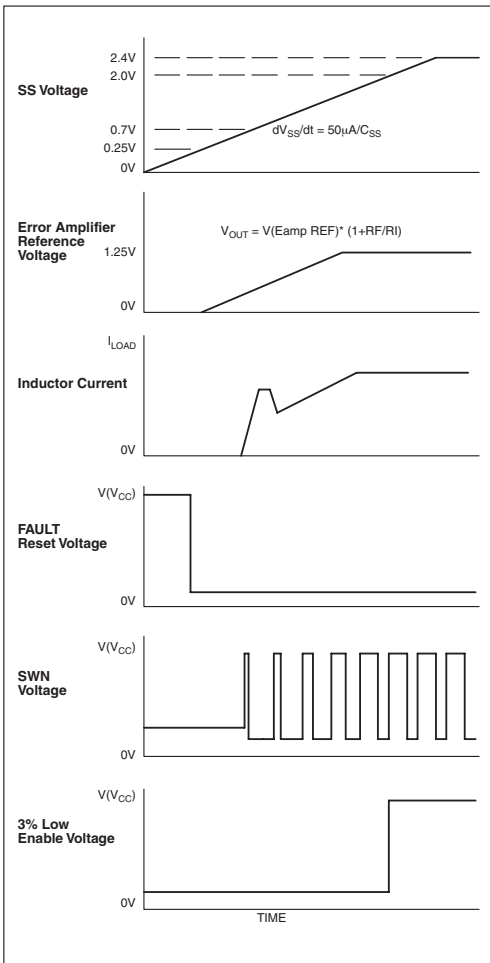 2.4V
2.0V
SS Voltage
0.7V
dVSS/dt = 50μA/CSS
0.25V
0V
Error Amplifier
Reference
Voltage
VOUT = V(Eamp REF)* (1+RF/RI)
1.25V
0V
ILOAD
Inductor Current
0V
V(VCC)
FAULT
Reset Voltage
0V
V(VCC)
SWN
Voltage
0V
V(VCC)
3% Low
Enable Voltage
0V
TIME